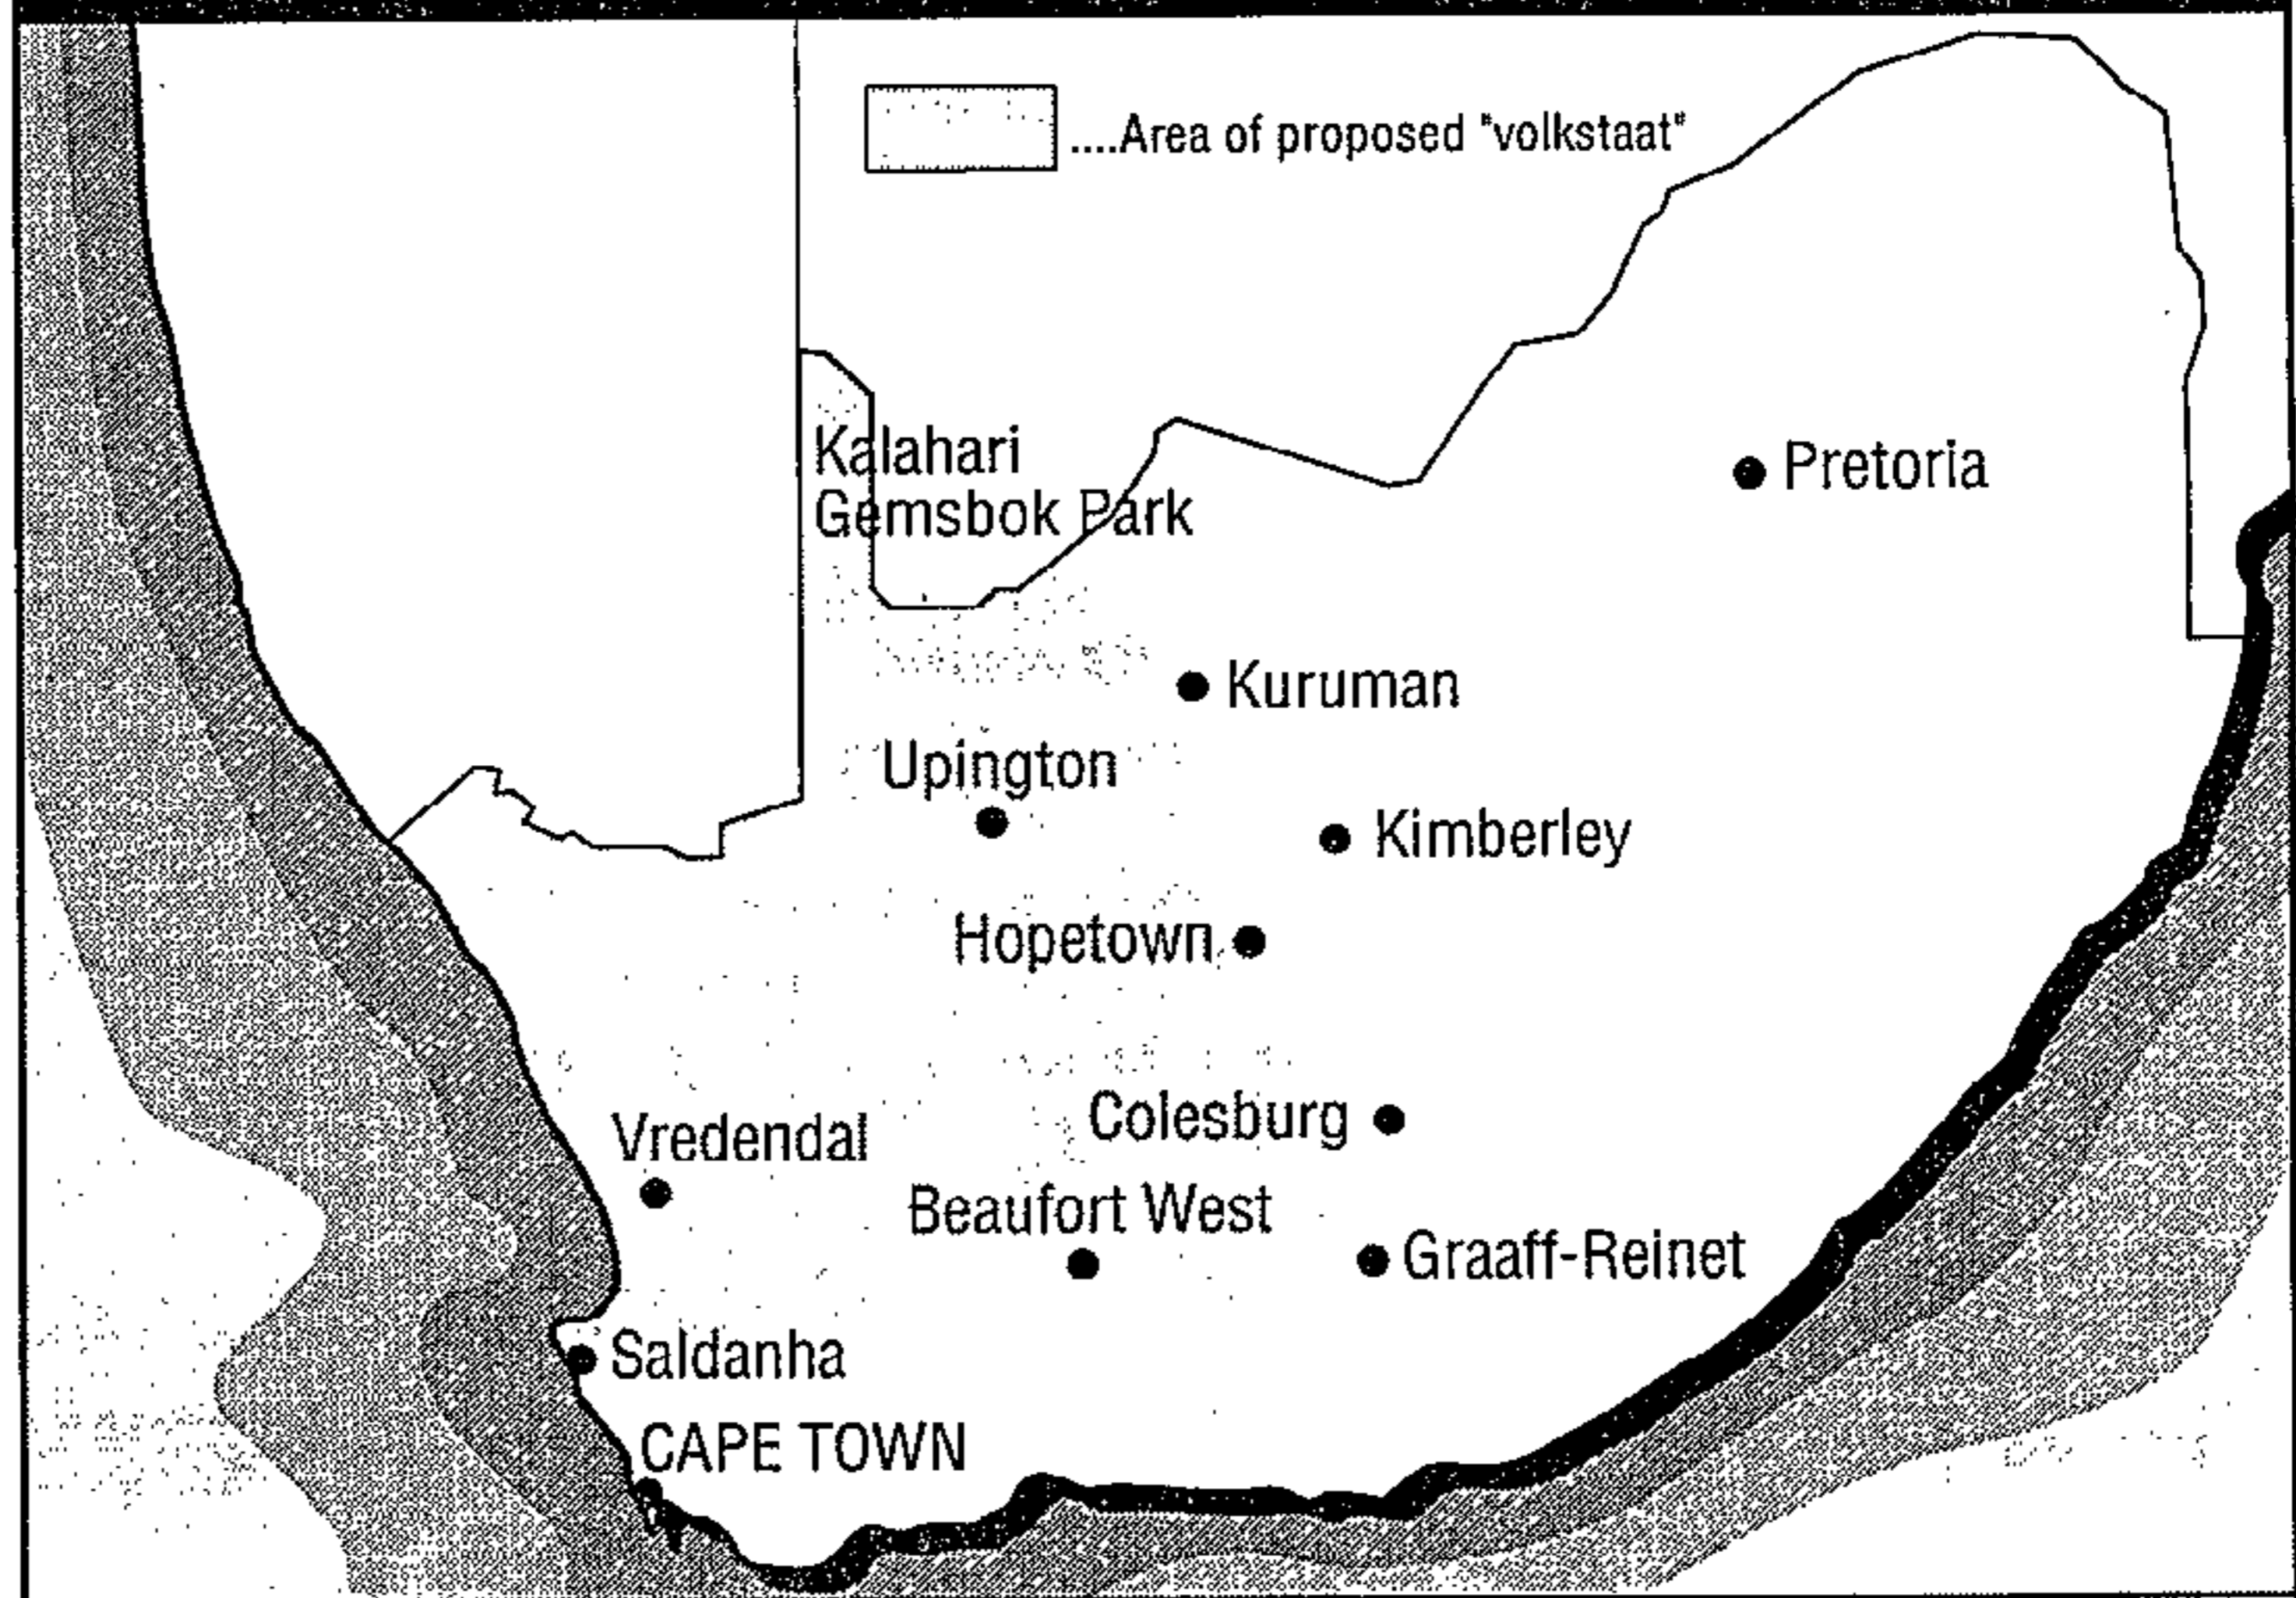 ....Area of proposed "volkstaat"
Kalahari
Gemsbok Park
Pretoria
Kuruman
Upington
Kimberley
Hopetown
Colesburg
Vredendal
Beaufort West
Graaff-Reinet
Saldanha
CAPE TOWN